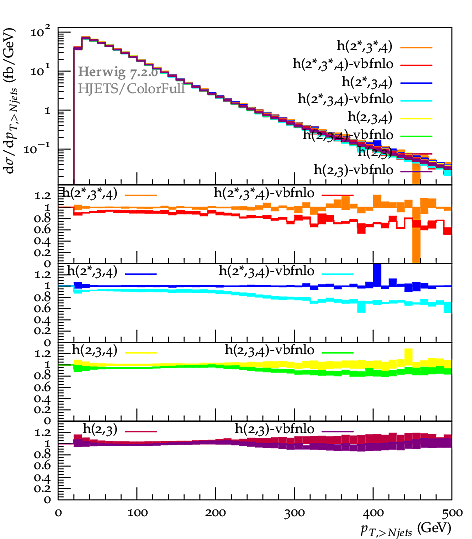 dσ/dp_{T,>Njets} (fb/GeV)
10^2
10^1
1
10^{-1}
Herwig 7.2.0
HJETS/ColorFull
h(2*,3*,4)
h(2*,3*,4)-vbfnlo
h(2*,3,4)
h(2*,3,4)-vbfnlo
h(2,3,4)
h(2,3,4)-vbfnlo
h(2,3)
h(2,3)-vbfnlo
h(2*,3*,4) h(2*,3*,4)-vbfnlo
1.2
1
0.8
0.6
0.4
0.2
0
h(2*,3,4) h(2*,3,4)-vbfnlo
1.2
1
0.8
0.6
0.4
0.2
0
h(2,3,4) h(2,3,4)-vbfnlo
1.2
1
0.8
0.6
0.4
0.2
0
h(2,3) h(2,3)-vbfnlo
1.2
1
0.8
0.6
0.4
0.2
0
0 100 200 300 400 500
p_{T,>Njets} (GeV)